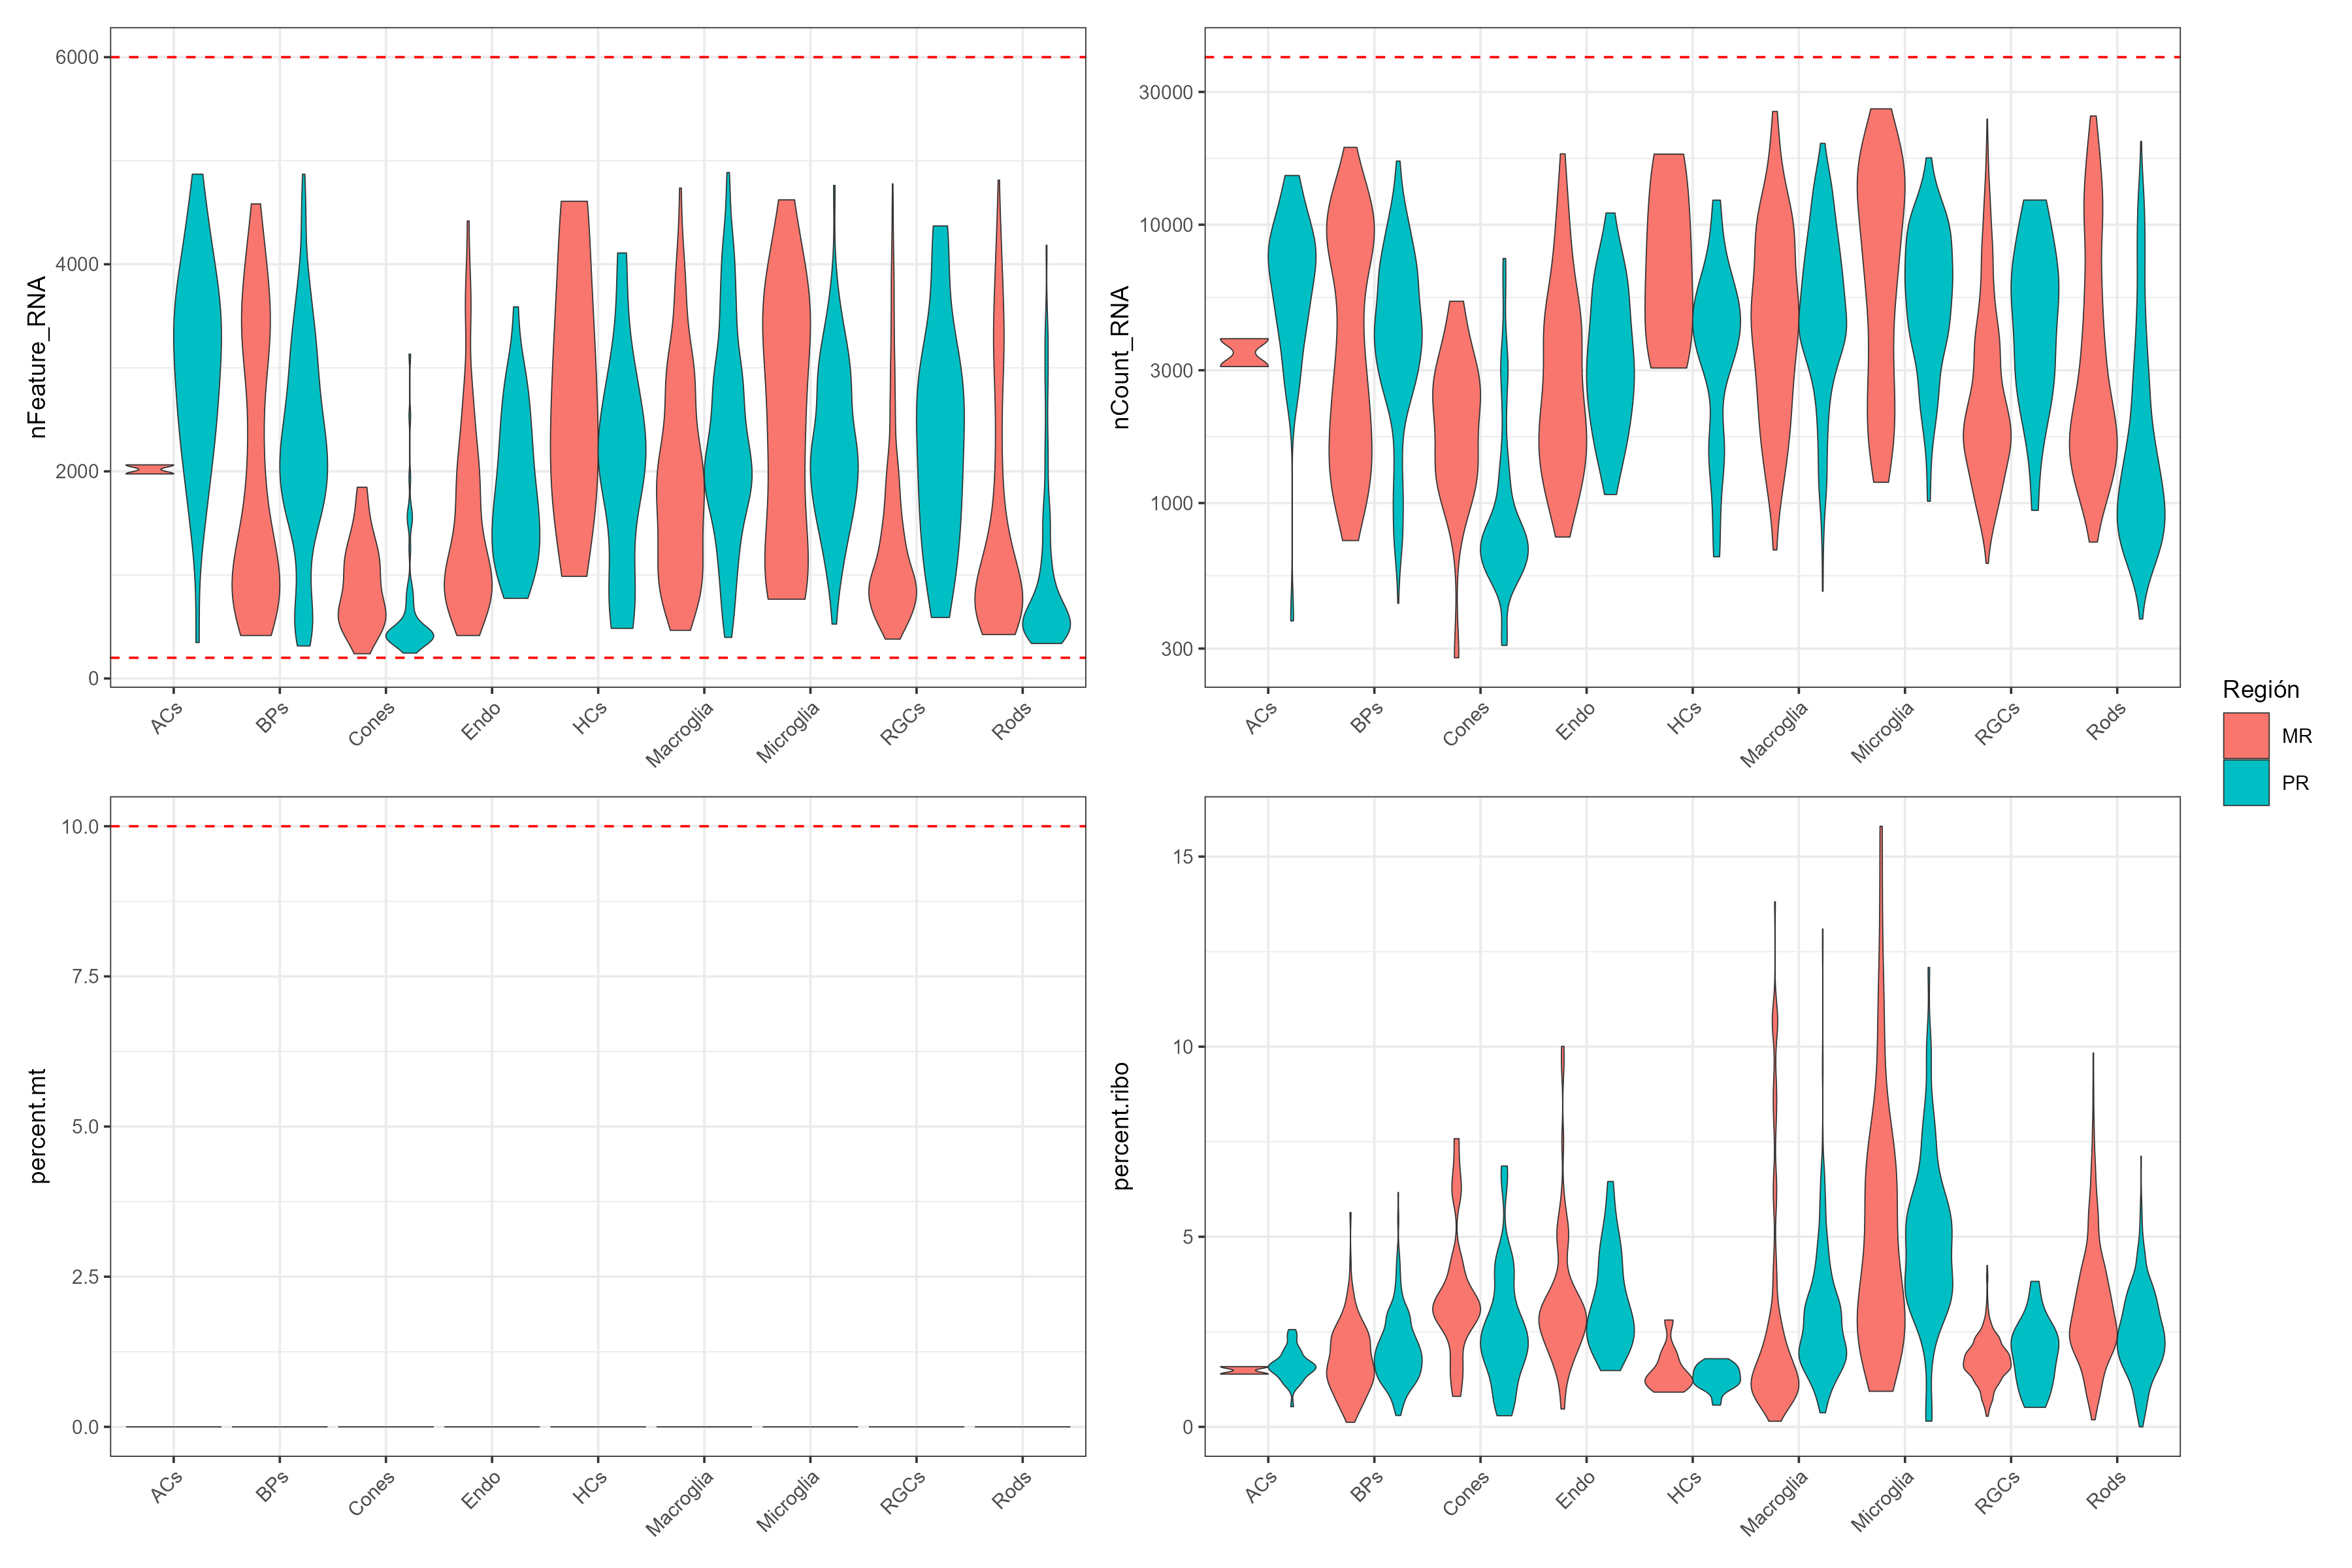 nFeature_RNA
6000
4000
2000
0
ACs
BPs
Cones
Endo
HCs
Macroglia
Microglia
RGCs
Rods
nCount_RNA
30000
10000
3000
1000
300
ACs
BPs
Cones
Endo
HCs
Macroglia
Microglia
RGCs
Rods
Región
MR
PR
percent.mt
10.0
7.5
5.0
2.5
0.0
ACs
BPs
Cones
Endo
HCs
Macroglia
Microglia
RGCs
Rods
percent.ribo
15
10
5
0
ACs
BPs
Cones
Endo
HCs
Macroglia
Microglia
RGCs
Rods